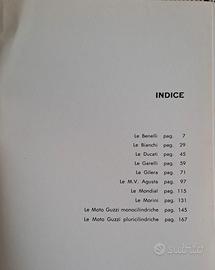 INDICE
Le Benelli pag. 7
Le Bianchi pag. 29
Le Ducati pag. 45
Le Garelli pag. 59
Le Gilera pag. 71
Le M.V. Agusta pag. 97
Le Mondial pag. 115
Le Morini pag. 131
Le Moto Guzzi monocilindriche pag. 145
Le Moto Guzzi pluricilindriche pag. 167
subito